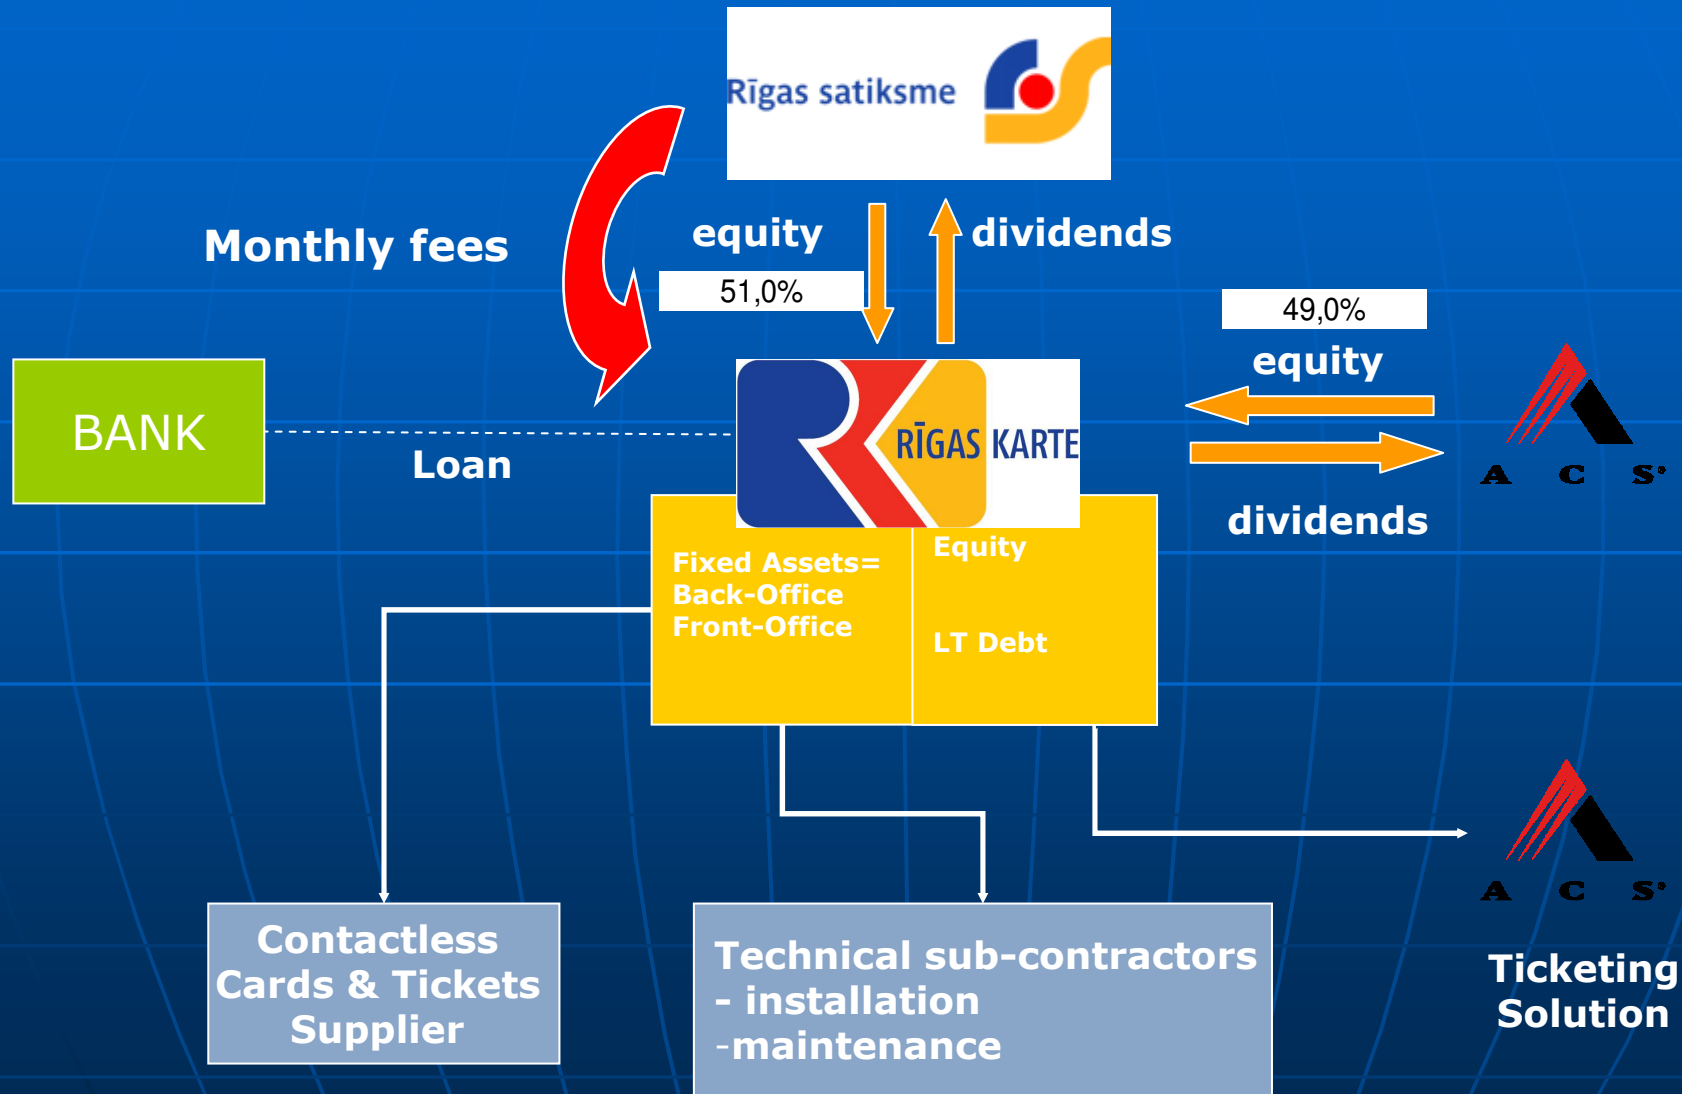 Rīgas satiksme
Monthly fees
equity
dividends
51,0%
49,0%
equity
BANK
Loan
RĪGAS KARTE
A C S®
dividends
Fixed Assets=
Back-Office
Front-Office
Equity
LT Debt
A C S®
Contactless
Cards & Tickets
Supplier
Technical sub-contractors
- installation
-maintenance
Ticketing
Solution